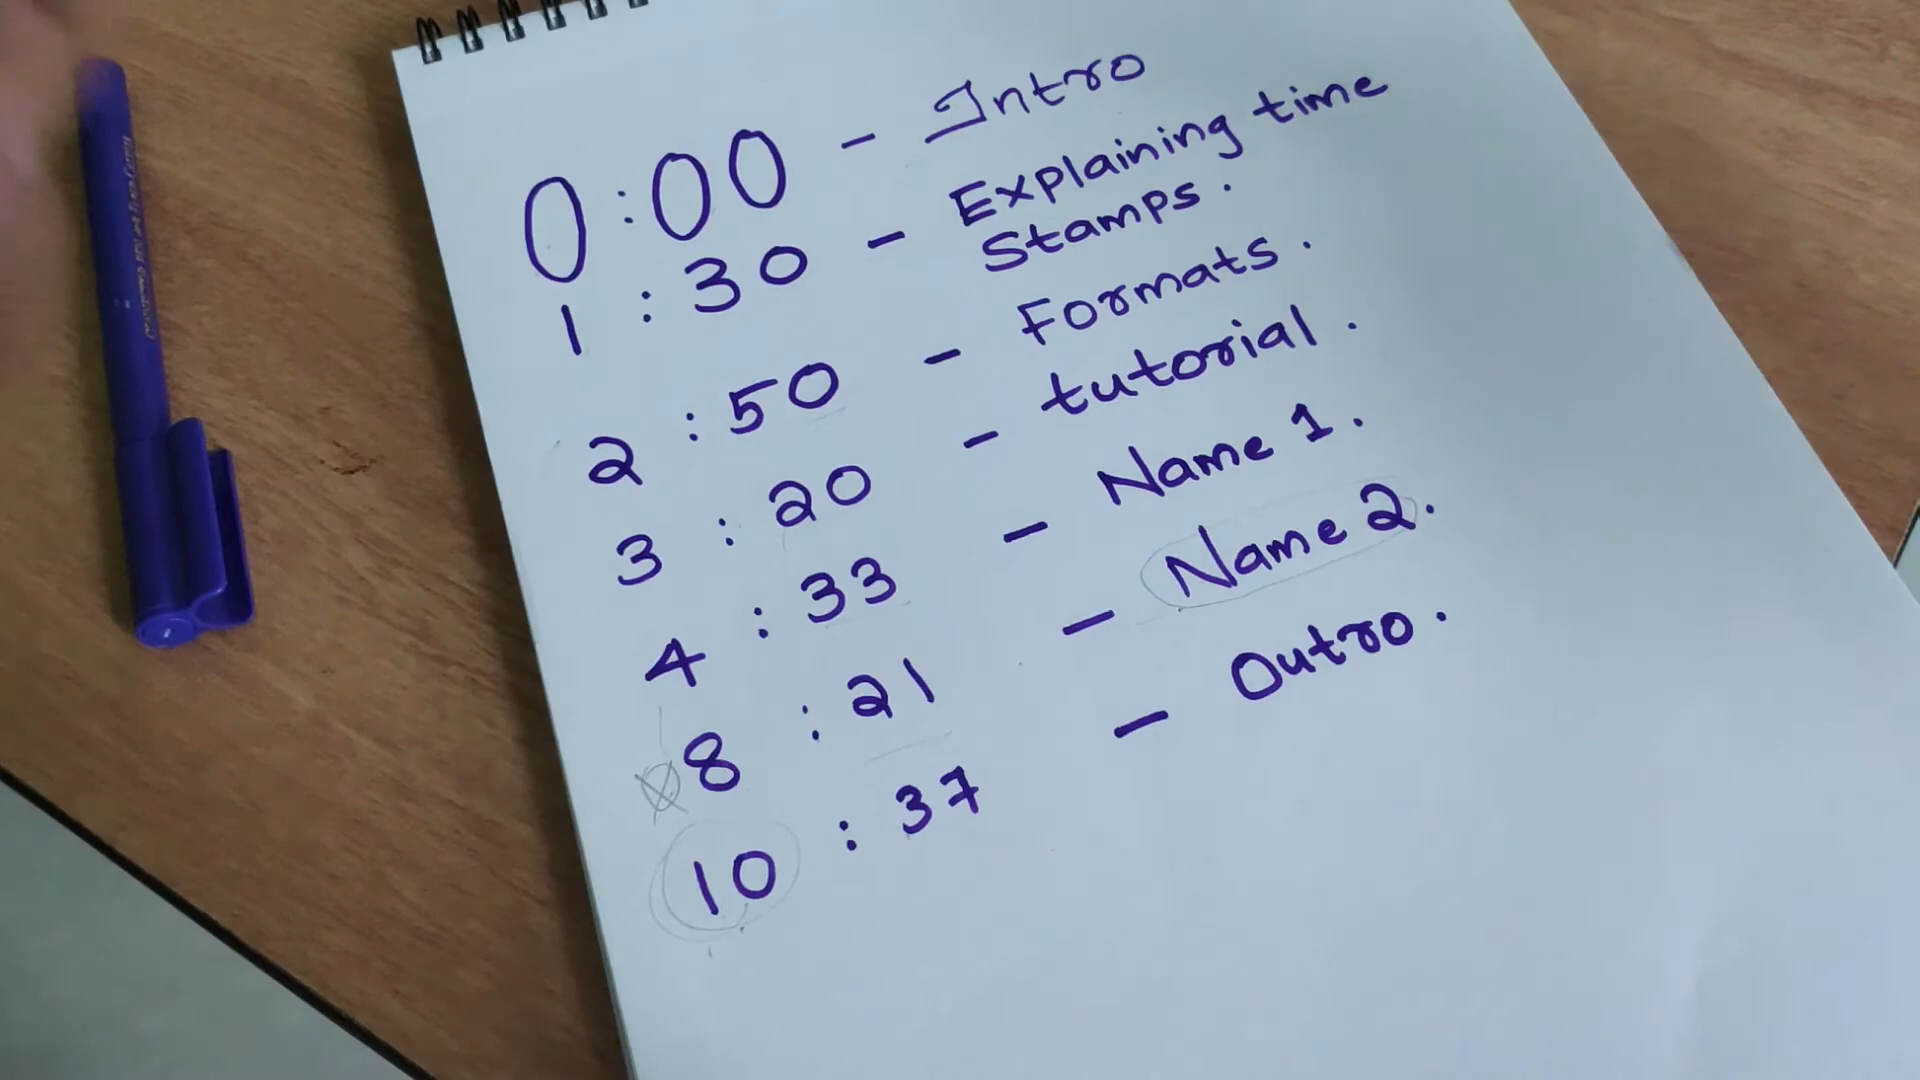 0:00 - Intro
1:30 - Explaining time
Stamps.
2:50 - Formats.
3:20 - tutorial.
4:33 - Name 1.
8:21 - Name 2.
10:37 - Outro.